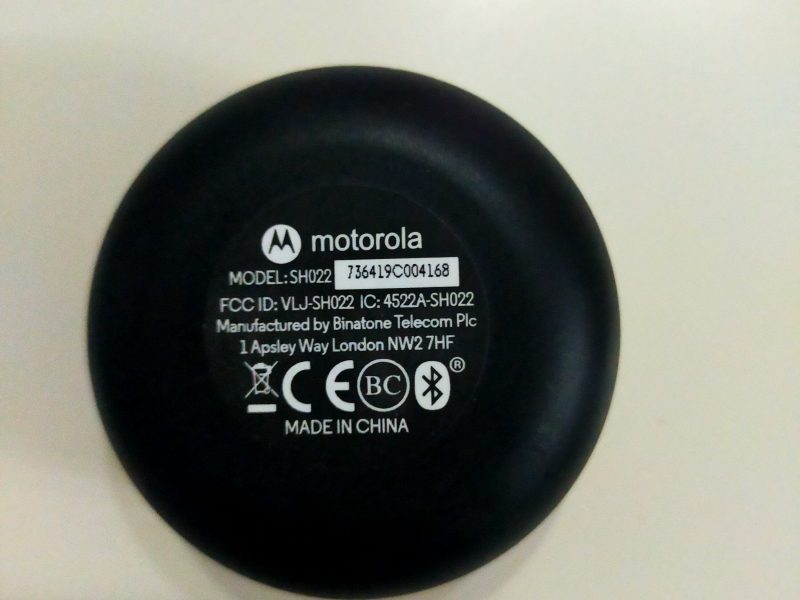 motorola
MODEL: SH022 736419C004168
FCC ID: VLJ-SH022 IC: 4522A-SH022
Manufactured by Binatone Telecom Plc
1 Apsley Way London NW2 7HF
CE BC ®
MADE IN CHINA